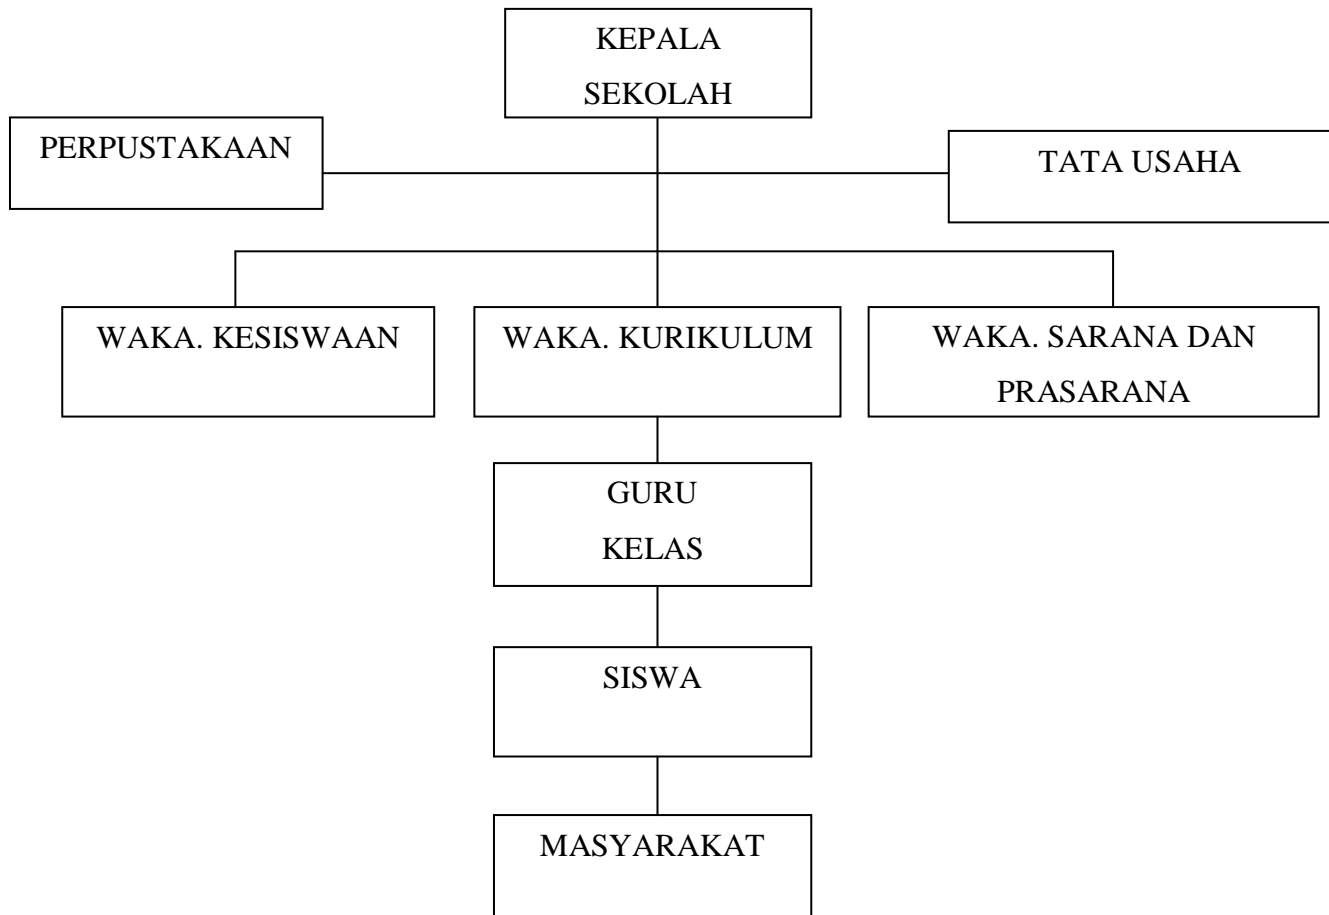 KEPALA
SEKOLAH
PERPUSTAKAAN
TATA USAHA
WAKA. KESISWAAN
WAKA. KURIKULUM
WAKA. SARANA DAN
PRASARANA
GURU
KELAS
SISWA
MASYARAKAT